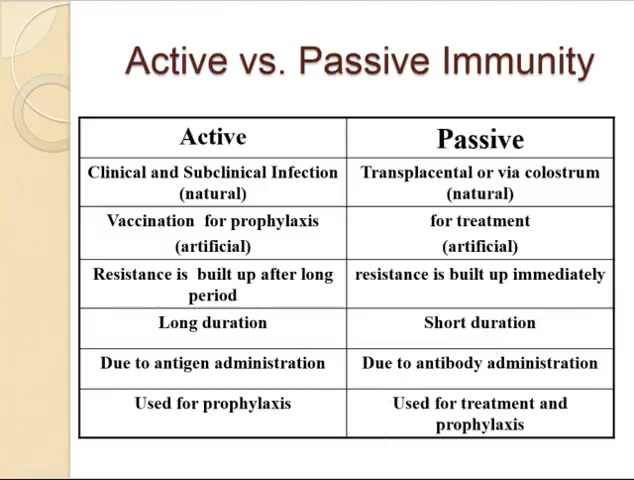 Active vs. Passive Immunity
Active
Passive
Clinical and Subclinical Infection
(natural)
Transplacental or via colostrum
(natural)
Vaccination for prophylaxis
(artificial)
for treatment
(artificial)
Resistance is built up after long
period
resistance is built up immediately
Long duration
Short duration
Due to antigen administration
Due to antibody administration
Used for prophylaxis
Used for treatment and
prophylaxis